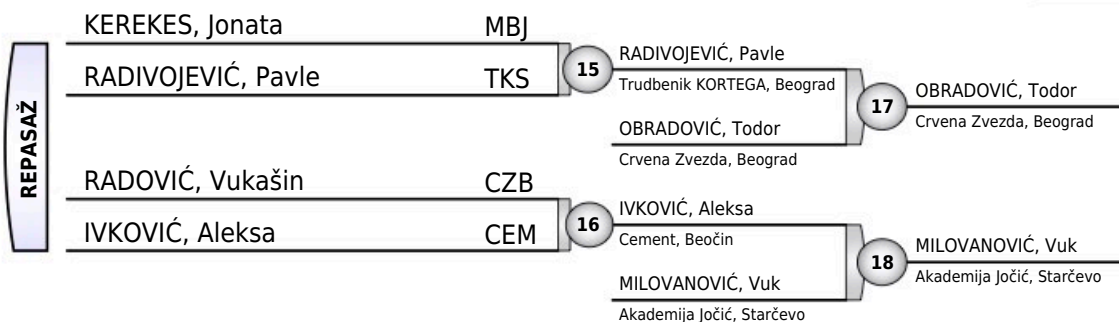 REPASAŽ
KEREKES, Jonata MBJ
RADIVOJEVIĆ, Pavle TKS
15
RADIVOJEVIĆ, Pavle
Trudbenik KORTEGA, Beograd
OBRADOVIĆ, Todor
Crvena Zvezda, Beograd
17
OBRADOVIĆ, Todor
Crvena Zvezda, Beograd
RADOVIĆ, Vukašin CZB
IVKOVIĆ, Aleksa CEM
16
IVKOVIĆ, Aleksa
Cement, Beočin
MILOVANOVIĆ, Vuk
Akademija Jočić, Starčevo
18
MILOVANOVIĆ, Vuk
Akademija Jočić, Starčevo